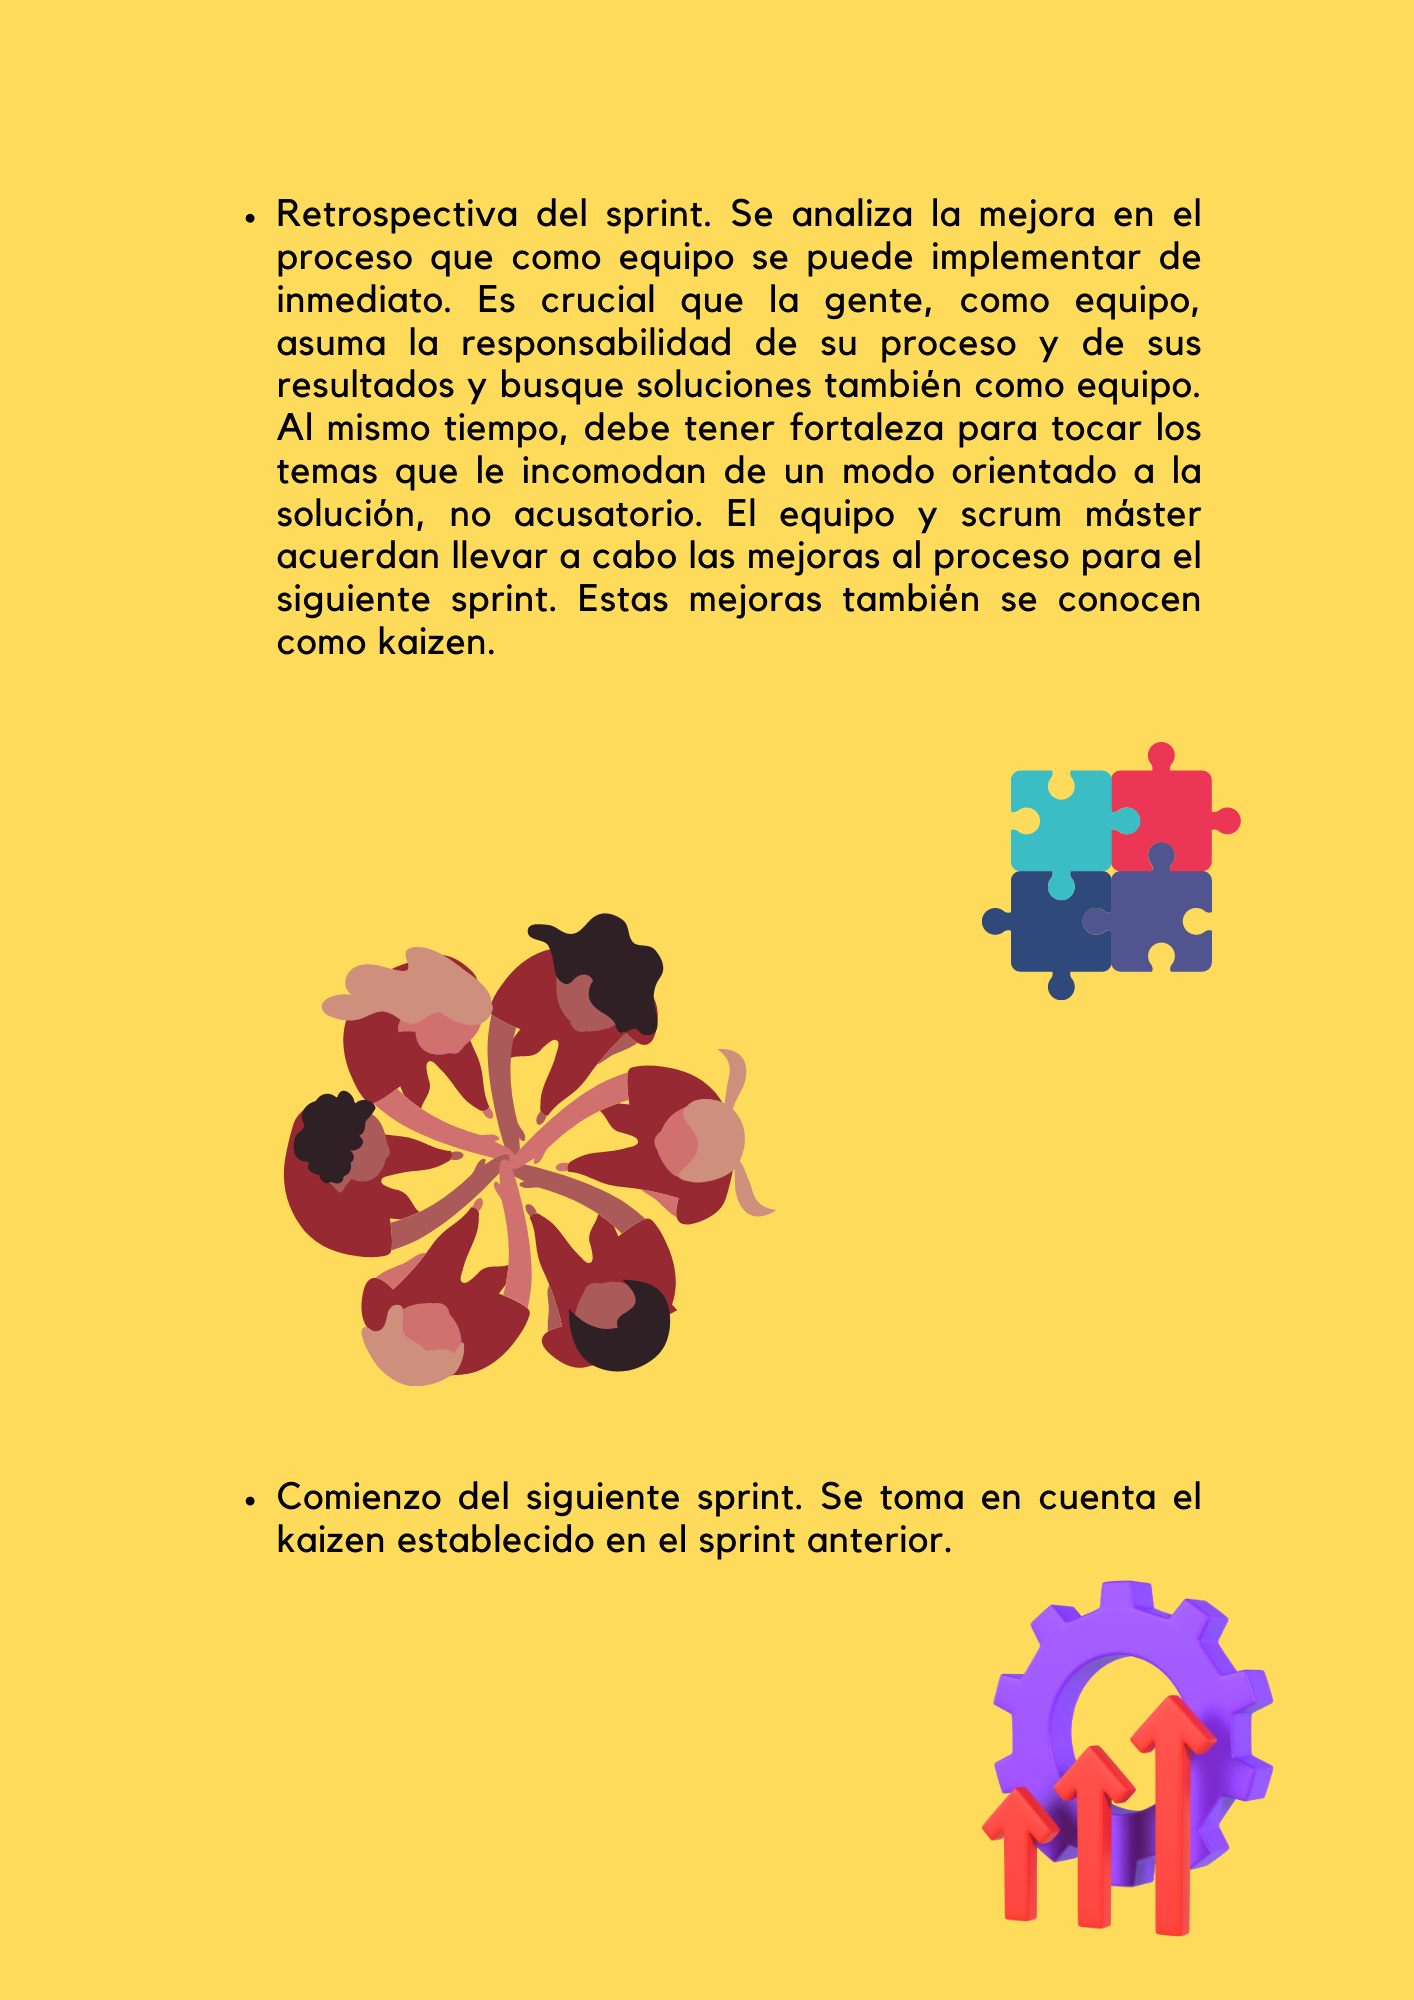 • Retrospectiva del sprint. Se analiza la mejora en el
proceso que como equipo se puede implementar de
inmediato. Es crucial que la gente, como equipo,
asuma la responsabilidad de su proceso y de sus
resultados y busque soluciones también como equipo.
Al mismo tiempo, debe tener fortaleza para tocar los
temas que le incomodan de un modo orientado a la
solución, no acusatorio. El equipo y scrum máster
acuerdan llevar a cabo las mejoras al proceso para el
siguiente sprint. Estas mejoras también se conocen
como kaizen.
• Comienzo del siguiente sprint. Se toma en cuenta el
kaizen establecido en el sprint anterior.